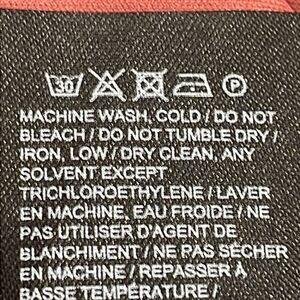 30 P
MACHINE WASH, COLD / DO NOT
BLEACH / DO NOT TUMBLE DRY /
IRON, LOW / DRY CLEAN, ANY
SOLVENT EXCEPT
TRICHLOROETHYLENE / LAVER
EN MACHINE, EAU FROIDE / NE
PAS UTILISER D'AGENT DE
BLANCHIMENT / NE PAS SÉCHER
EN MACHINE / REPASSER À
BASSE TEMPÉRATURE /